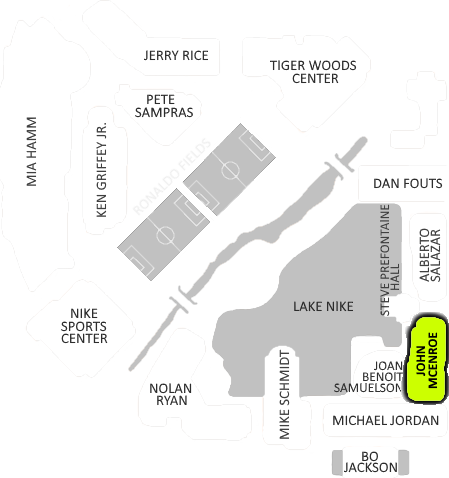 JERRY RICE
TIGER WOODS
CENTER
PETE
SAMPRAS
MIA HAMM
KEN GRIFFEY JR.
RONALDO FIELDS
DAN FOUTS
STEVE PREFONTAINE
HALL
ALBERTO
SALAZAR
LAKE NIKE
NIKE
SPORTS
CENTER
JOHN
MCENROE
JOAN
BENOIT
SAMUELSON
NOLAN
RYAN
MIKE SCHMIDT
MICHAEL JORDAN
BO
JACKSON